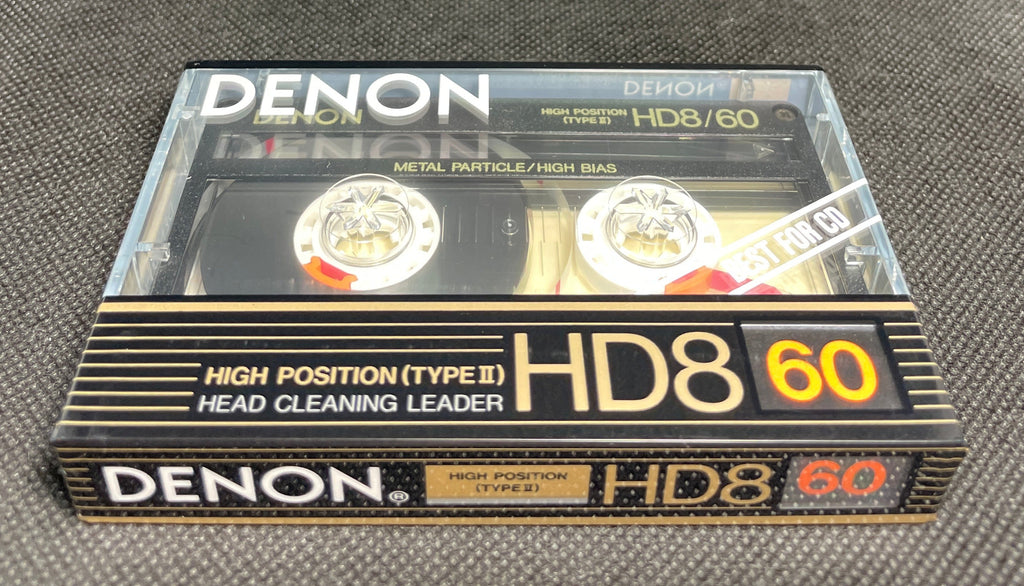 DENON
DENON
DENON
HIGH POSITION
(TYPE II)
HD8/60
DENON
METAL PARTICLE/HIGH BIAS
BEST FOR CD
HIGH POSITION (TYPE II)
HEAD CLEANING LEADER
HD8
60
DENON®
HIGH POSITION
(TYPE II)
HD8
60